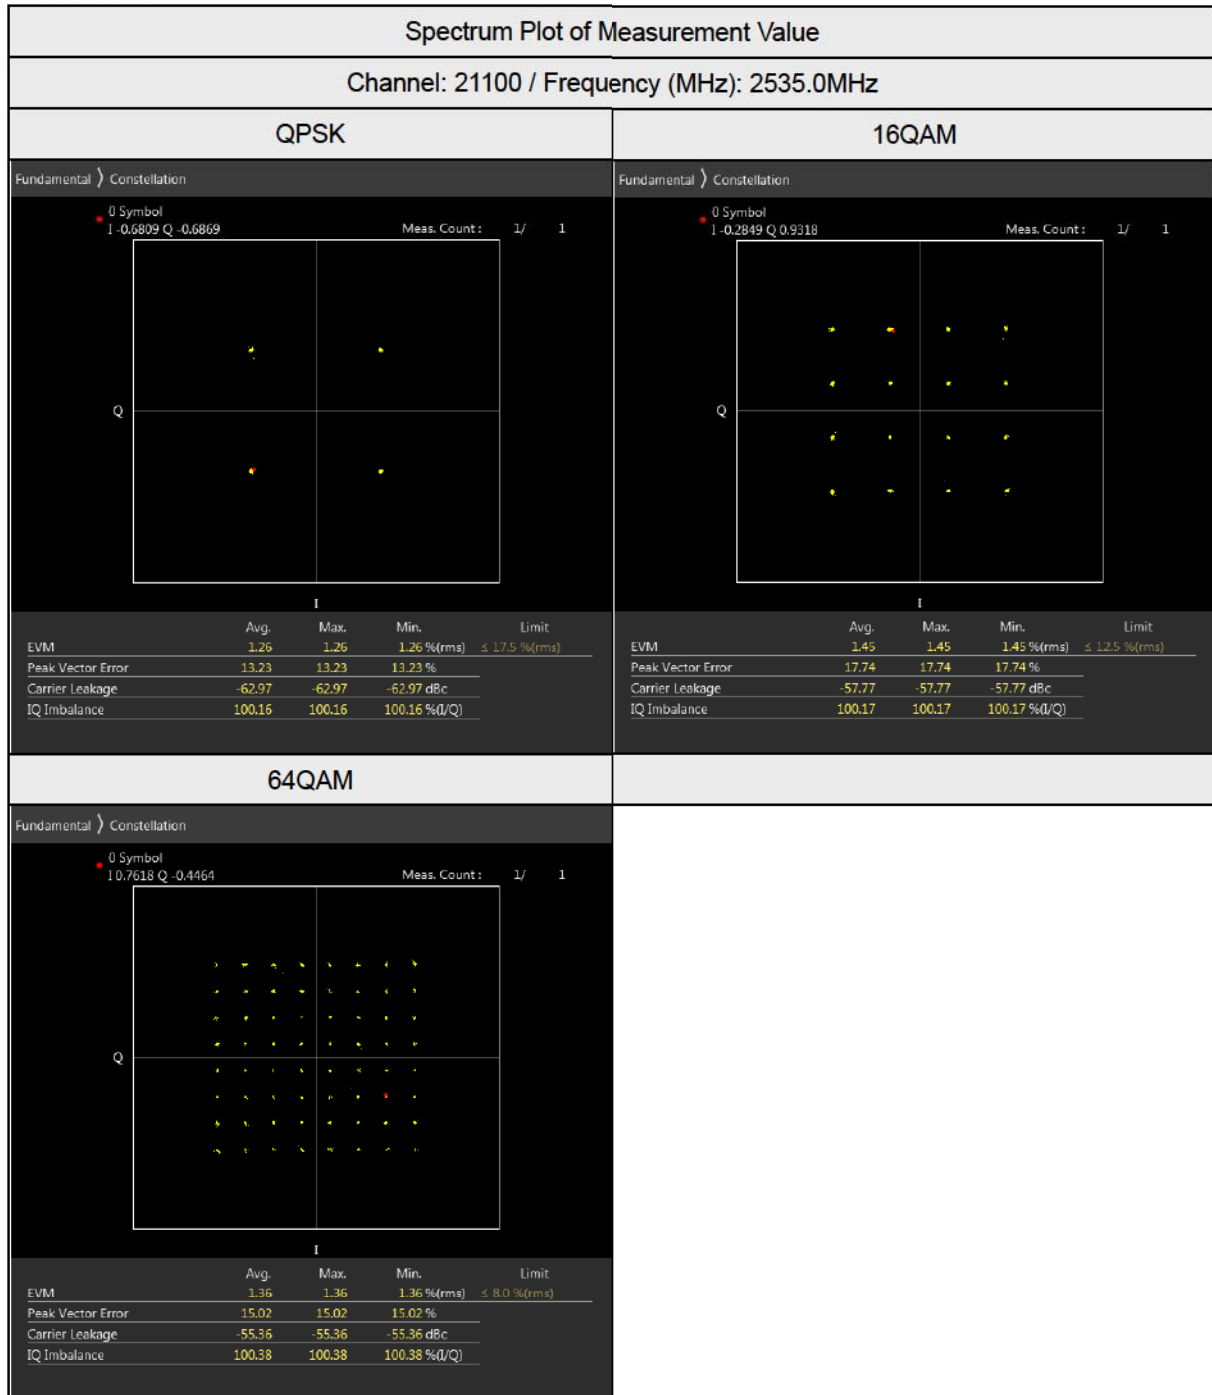 Spectrum Plot of Measurement Value
Channel: 21100 / Frequency (MHz): 2535.0MHz
QPSK
Fundamental 〉 Constellation
0 Symbol
I -0.6809 Q -0.6869
Meas. Count : 1/ 1
Q
I
Avg. Max. Min. Limit
EVM 1.26 1.26 1.26 %(rms) ≤ 17.5 %(rms)
Peak Vector Error 13.23 13.23 13.23 %
Carrier Leakage -62.97 -62.97 -62.97 dBc
IQ Imbalance 100.16 100.16 100.16 %(I/Q)
16QAM
Fundamental 〉 Constellation
0 Symbol
I -0.2849 Q 0.9318
Meas. Count : 1/ 1
Q
I
Avg. Max. Min. Limit
EVM 1.45 1.45 1.45 %(rms) ≤ 12.5 %(rms)
Peak Vector Error 17.74 17.74 17.74 %
Carrier Leakage -57.77 -57.77 -57.77 dBc
IQ Imbalance 100.17 100.17 100.17 %(I/Q)
64QAM
Fundamental 〉 Constellation
0 Symbol
I 0.7618 Q -0.4464
Meas. Count : 1/ 1
Q
I
Avg. Max. Min. Limit
EVM 1.36 1.36 1.36 %(rms) ≤ 8.0 %(rms)
Peak Vector Error 15.02 15.02 15.02 %
Carrier Leakage -55.36 -55.36 -55.36 dBc
IQ Imbalance 100.38 100.38 100.38 %(I/Q)